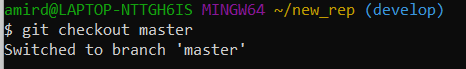 amird@LAPTOP-NTTGH6IS MINGW64 ~/new_rep (develop)
$ git checkout master
Switched to branch 'master'